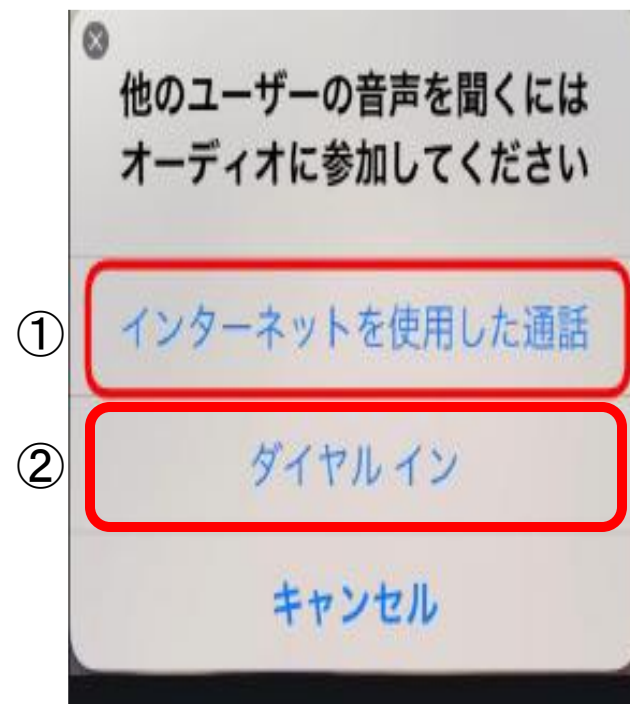 他のユーザーの音声を聞くには
オーディオに参加してください
① インターネットを使用した通話
② ダイヤル イン
キャンセル